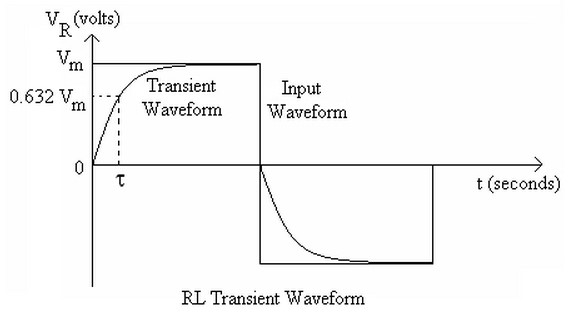 V_R (volts)
V_m
Transient
Waveform
Input
Waveform
0.632 V_m
0
τ
t (seconds)
RL Transient Waveform